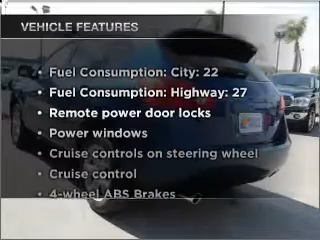 VEHICLE FEATURES
• Fuel Consumption: City: 22
• Fuel Consumption: Highway: 27
• Remote power door locks
• Power windows
• Cruise controls on steering wheel
• Cruise control
• 4-wheel ABS Brakes